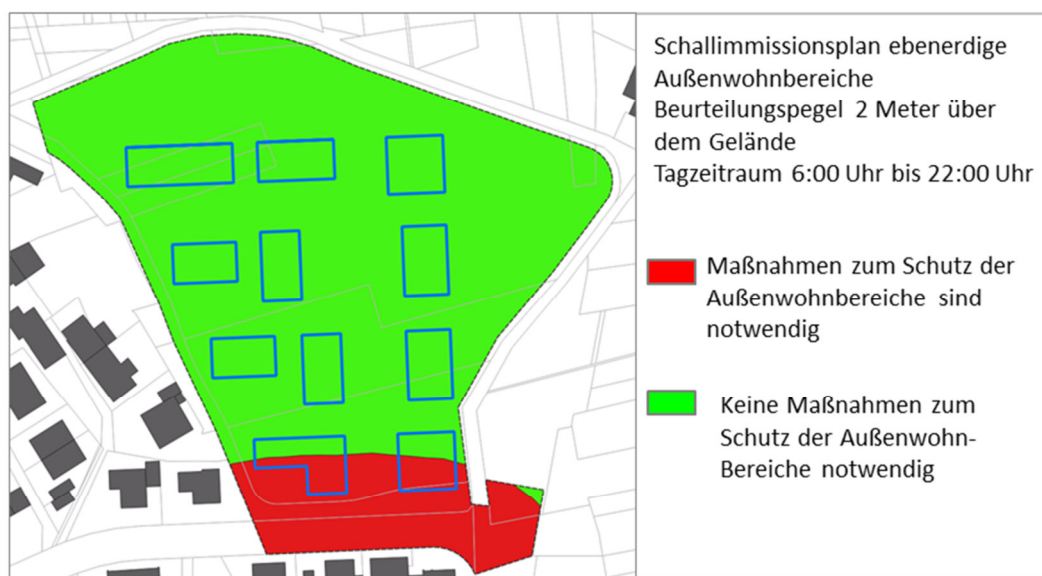 Schallimmissionsplan ebenerdige
Außenwohnbereiche
Beurteilungspegel 2 Meter über
dem Gelände
Tagzeitraum 6:00 Uhr bis 22:00 Uhr
Maßnahmen zum Schutz der
Außenwohnbereiche sind
notwendig
Keine Maßnahmen zum
Schutz der Außenwohn-
Bereiche notwendig